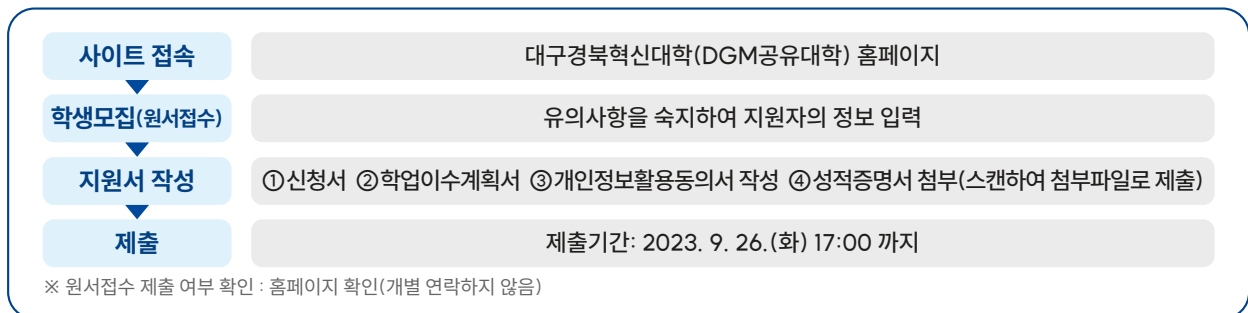 사이트 접속 대구경북혁신대학(DGM공유대학) 홈페이지
학생모집(원서접수) 유의사항을 숙지하여 지원자의 정보 입력
지원서 작성 ①신청서 ②학업이수계획서 ③개인정보활용동의서 작성 ④성적증명서 첨부(스캔하여 첨부파일로 제출)
제출 제출기간: 2023. 9. 26.(화) 17:00 까지
※ 원서접수 제출 여부 확인 : 홈페이지 확인(개별 연락하지 않음)